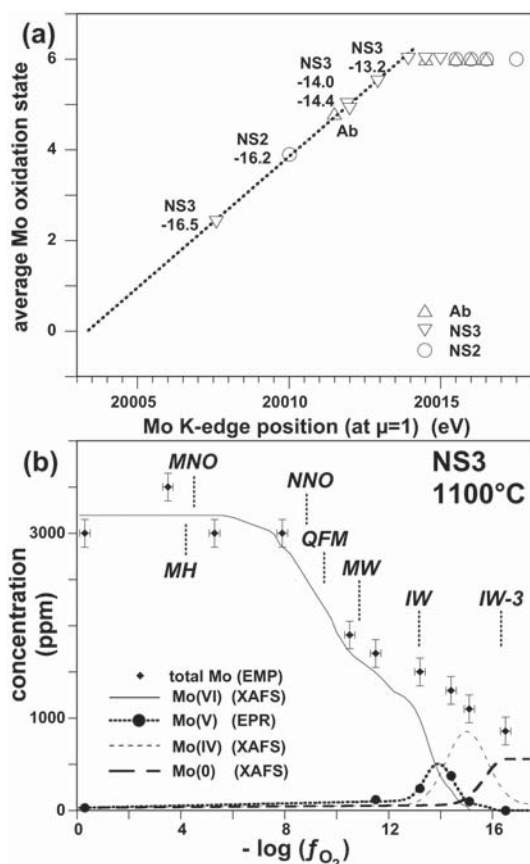 (a)
6
4
2
0
average Mo oxidation state
NS3
-13.2
NS3
-14.0
-14.4
Ab
NS2
-16.2
NS3
-16.5
Ab
NS3
NS2
20005
20010
20015
Mo K-edge position (at μ=1) (eV)
(b)
NS3
1100°C
MNO
NNO
MH
QFM
MW
IW
IW-3
3000
1000
0
concentration
(ppm)
total Mo (EMP)
Mo(VI) (XAFS)
Mo(V) (EPR)
Mo(IV) (XAFS)
Mo(0) (XAFS)
0
4
8
12
16
- log (fO2)